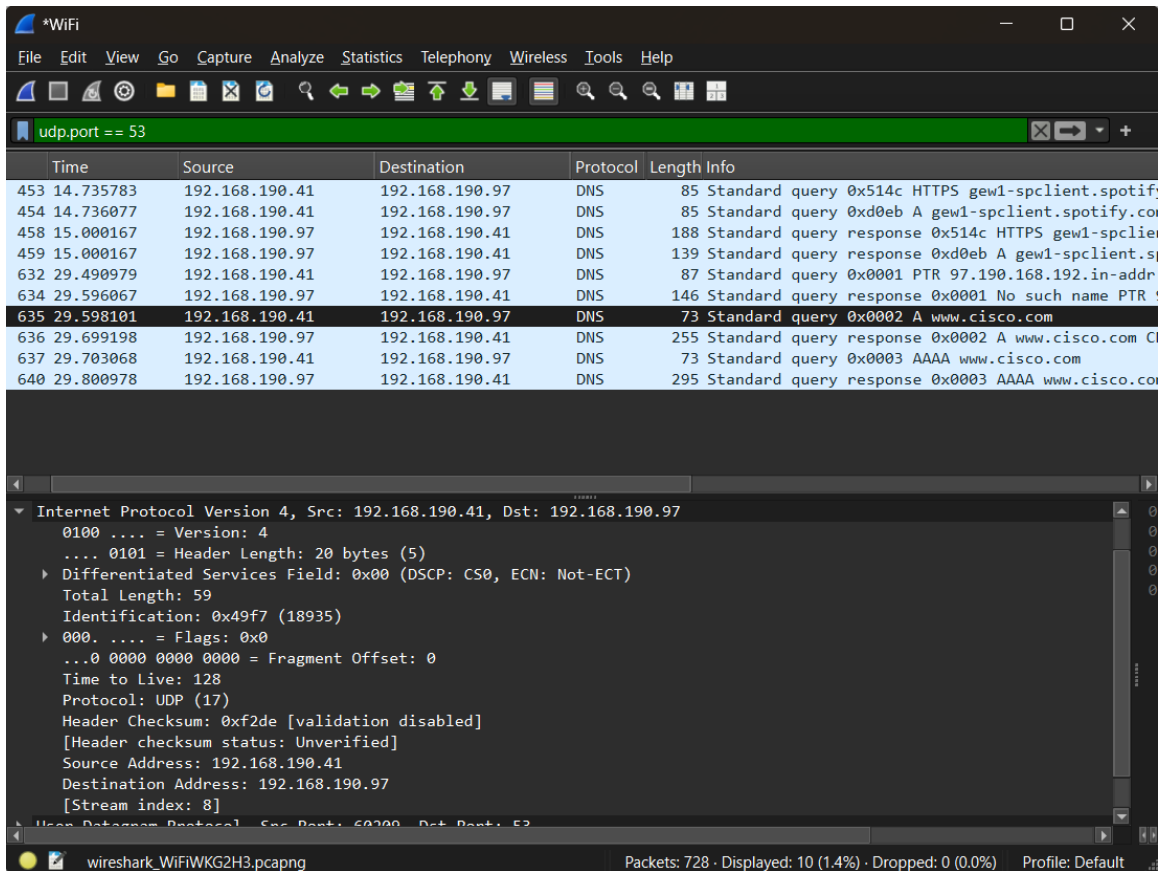 *WiFi
File Edit View Go Capture Analyze Statistics Telephony Wireless Tools Help
udp.port == 53
Time Source Destination Protocol Length Info
453 14.735783 192.168.190.41 192.168.190.97 DNS 85 Standard query 0x514c HTTPS gew1-spclient.spotify
454 14.736077 192.168.190.41 192.168.190.97 DNS 85 Standard query 0xd0eb A gew1-spclient.spotify.co
458 15.000167 192.168.190.97 192.168.190.41 DNS 188 Standard query response 0x514c HTTPS gew1-spclie
459 15.000167 192.168.190.97 192.168.190.41 DNS 139 Standard query response 0xd0eb A gew1-spclient.s
632 29.490979 192.168.190.41 192.168.190.97 DNS 87 Standard query 0x0001 PTR 97.190.168.192.in-addr
634 29.596067 192.168.190.97 192.168.190.41 DNS 146 Standard query response 0x0001 No such name PTR 9
635 29.598101 192.168.190.41 192.168.190.97 DNS 73 Standard query 0x0002 A www.cisco.com
636 29.699198 192.168.190.97 192.168.190.41 DNS 255 Standard query response 0x0002 A www.cisco.com C
637 29.703068 192.168.190.41 192.168.190.97 DNS 73 Standard query 0x0003 AAAA www.cisco.com
640 29.800978 192.168.190.97 192.168.190.41 DNS 295 Standard query response 0x0003 AAAA www.cisco.co
Internet Protocol Version 4, Src: 192.168.190.41, Dst: 192.168.190.97
0100 .... = Version: 4
.... 0101 = Header Length: 20 bytes (5)
Differentiated Services Field: 0x00 (DSCP: CS0, ECN: Not-ECT)
Total Length: 59
Identification: 0x49f7 (18935)
000. .... = Flags: 0x0
...0 0000 0000 0000 = Fragment Offset: 0
Time to Live: 128
Protocol: UDP (17)
Header Checksum: 0xf2de [validation disabled]
[Header checksum status: Unverified]
Source Address: 192.168.190.41
Destination Address: 192.168.190.97
[Stream index: 8]
User Datagram Protocol, Src Port: 60209, Dst Port: 53
wireshark_WiFiWKG2H3.pcapng Packets: 728 · Displayed: 10 (1.4%) · Dropped: 0 (0.0%) Profile: Default